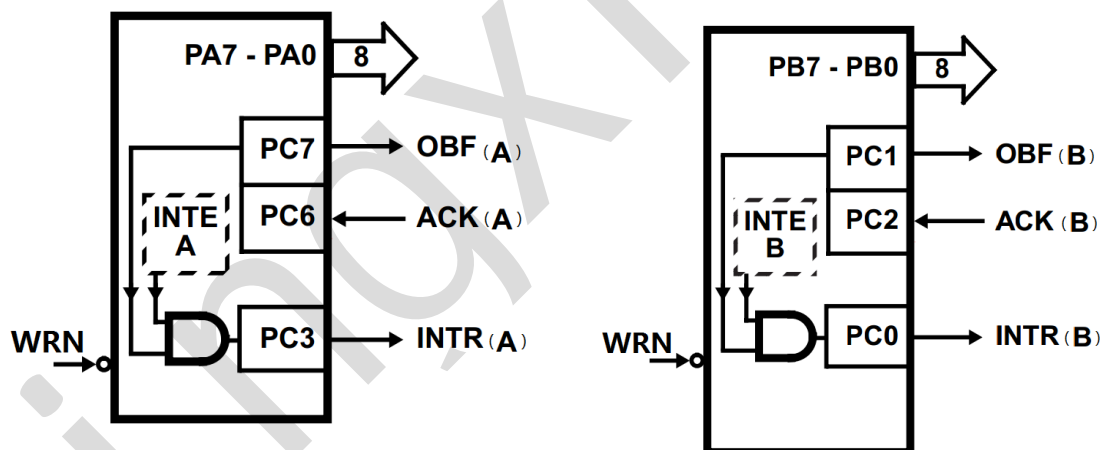 PA7 - PA0
8
PC7
OBF (A)
INTE
A
PC6
ACK (A)
WRN
PC3
INTR (A)
PB7 - PB0
8
PC1
OBF (B)
INTE
B
PC2
ACK (B)
WRN
PC0
INTR (B)